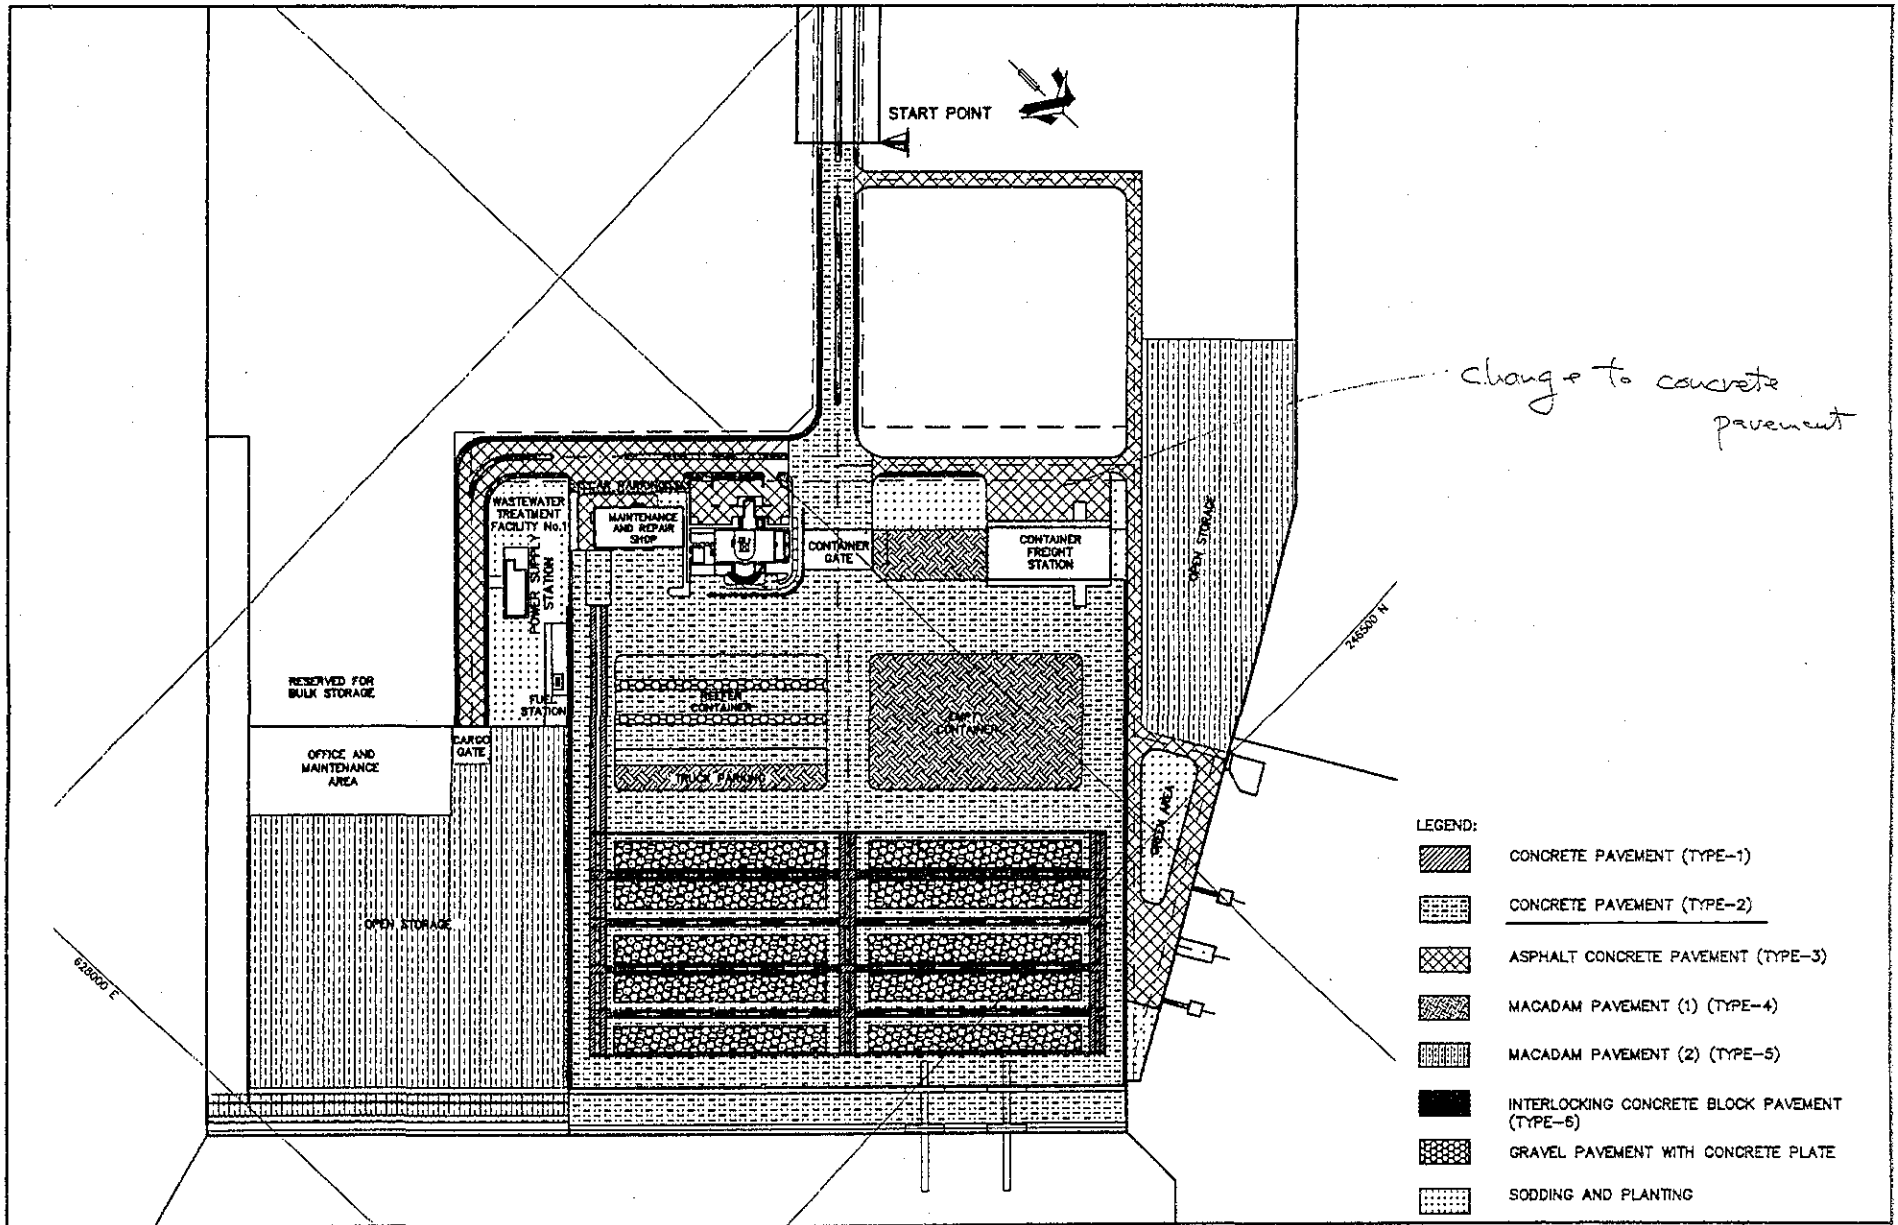 START POINT
change to concrete
pavement
WASTEWATER
TREATMENT
FACILITY No.1
POWER SUPPLY
STATION
CAR PARKING
MAINTENANCE
AND REPAIR
SHOP
CONTAINER
GATE
CONTAINER
FREIGHT
STATION
OPEN STORAGE
246500 N
RESERVED FOR
BULK STORAGE
FUEL
STATION
REEFER
CONTAINER
EMPTY
CONTAINER
CARGO
GATE
OFFICE AND
MAINTENANCE
AREA
TRUCK PARKING
GREEN AREA
OPEN STORAGE
628000 E
LEGEND:
CONCRETE PAVEMENT (TYPE-1)
CONCRETE PAVEMENT (TYPE-2)
ASPHALT CONCRETE PAVEMENT (TYPE-3)
MACADAM PAVEMENT (1) (TYPE-4)
MACADAM PAVEMENT (2) (TYPE-5)
INTERLOCKING CONCRETE BLOCK PAVEMENT
(TYPE-6)
GRAVEL PAVEMENT WITH CONCRETE PLATE
SODDING AND PLANTING